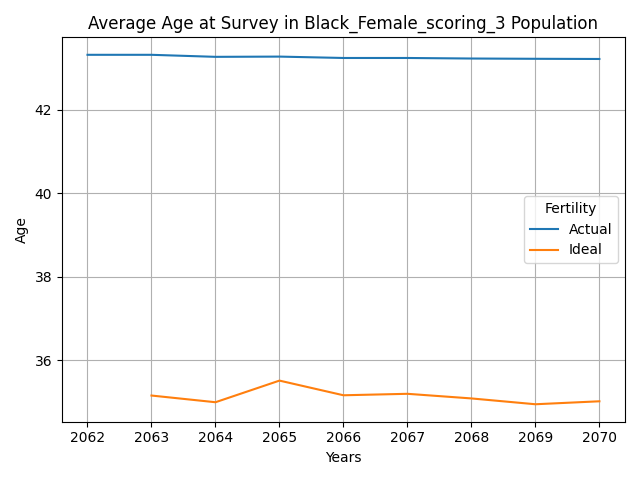 Average Age at Survey in Black_Female_scoring_3 Population
Age
42
40
38
36
Fertility
Actual
Ideal
2062 2063 2064 2065 2066 2067 2068 2069 2070
Years